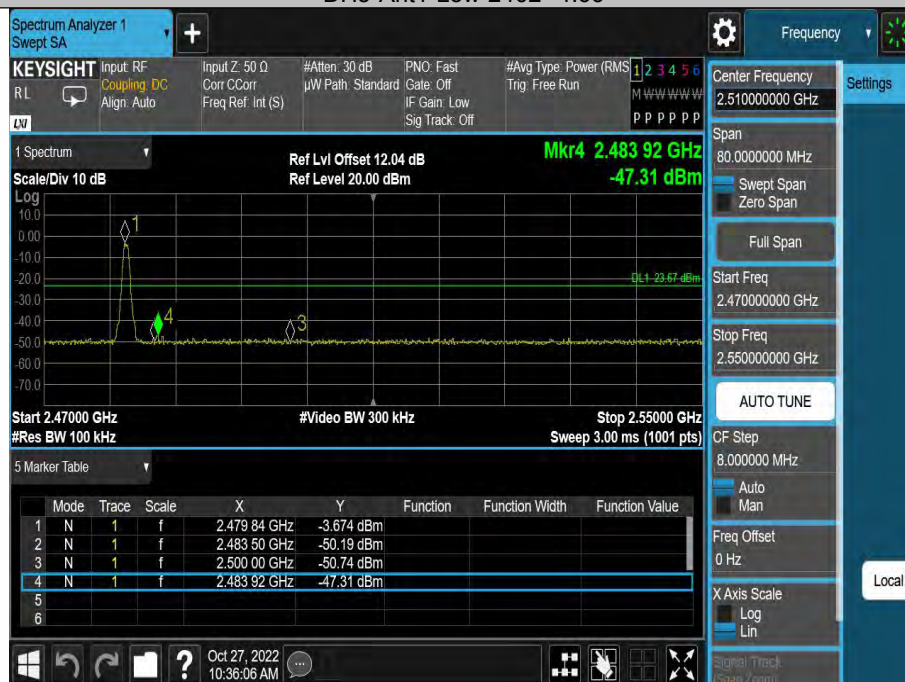 Spectrum Analyzer 1
Swept SA
+
Frequency
KEYSIGHT
RL
LXI
Input: RF
Coupling: DC
Align: Auto
Input Z: 50 Ω
Corr CCorr
Freq Ref: Int (S)
#Atten: 30 dB
µW Path: Standard
PNO: Fast
Gate: Off
IF Gain: Low
Sig Track: Off
#Avg Type: Power (RMS
Trig: Free Run
1 2 3 4 5 6
M W W W W W
P P P P P P
1 Spectrum
Scale/Div 10 dB
Ref Lvl Offset 12.04 dB
Ref Level 20.00 dBm
Mkr4 2.483 92 GHz
-47.31 dBm
Log
10.0
0.00
-10.0
-20.0
-30.0
-40.0
-50.0
-60.0
-70.0
1
4
3
DL1 -23.67 dBm
Start 2.47000 GHz
#Res BW 100 kHz
#Video BW 300 kHz
Stop 2.55000 GHz
Sweep 3.00 ms (1001 pts)
5 Marker Table
Mode Trace Scale X Y Function Function Width Function Value
1 N 1 f 2.479 84 GHz -3.674 dBm
2 N 1 f 2.483 50 GHz -50.19 dBm
3 N 1 f 2.500 00 GHz -50.74 dBm
4 N 1 f 2.483 92 GHz -47.31 dBm
5
6
?
Oct 27, 2022
10:36:06 AM
Center Frequency
2.510000000 GHz
Settings
Span
80.0000000 MHz
Swept Span
Zero Span
Full Span
Start Freq
2.470000000 GHz
Stop Freq
2.550000000 GHz
AUTO TUNE
CF Step
8.000000 MHz
Auto
Man
Freq Offset
0 Hz
X Axis Scale
Log
Lin
Local
Signal Track
(Span Zoom)